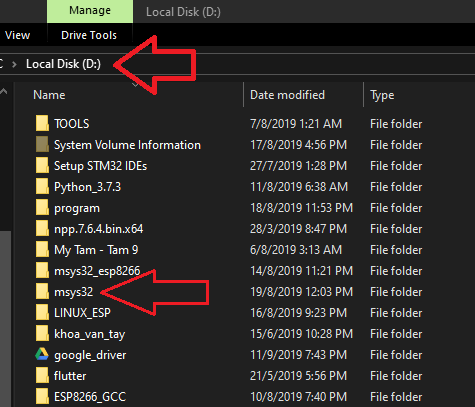 Manage
Local Disk (D:)
View
Drive Tools
Local Disk (D:)
Name Date modified Type
TOOLS 7/8/2019 1:21 AM File folder
System Volume Information 17/8/2019 4:56 PM File folder
Setup STM32 IDEs 27/7/2019 1:28 PM File folder
Python_3.7.3 11/8/2019 6:38 AM File folder
program 18/8/2019 11:53 PM File folder
npp.7.6.4.bin.x64 28/3/2019 8:47 PM File folder
My Tam - Tam 9 6/8/2019 3:13 AM File folder
msys32_esp8266 14/8/2019 11:21 PM File folder
msys32 19/8/2019 12:03 PM File folder
LINUX_ESP 16/8/2019 9:23 PM File folder
khoa_van_tay 15/6/2019 10:28 PM File folder
google_driver 11/9/2019 7:43 PM File folder
flutter 21/5/2019 5:56 PM File folder
ESP8266_GCC 10/8/2019 7:40 PM File folder